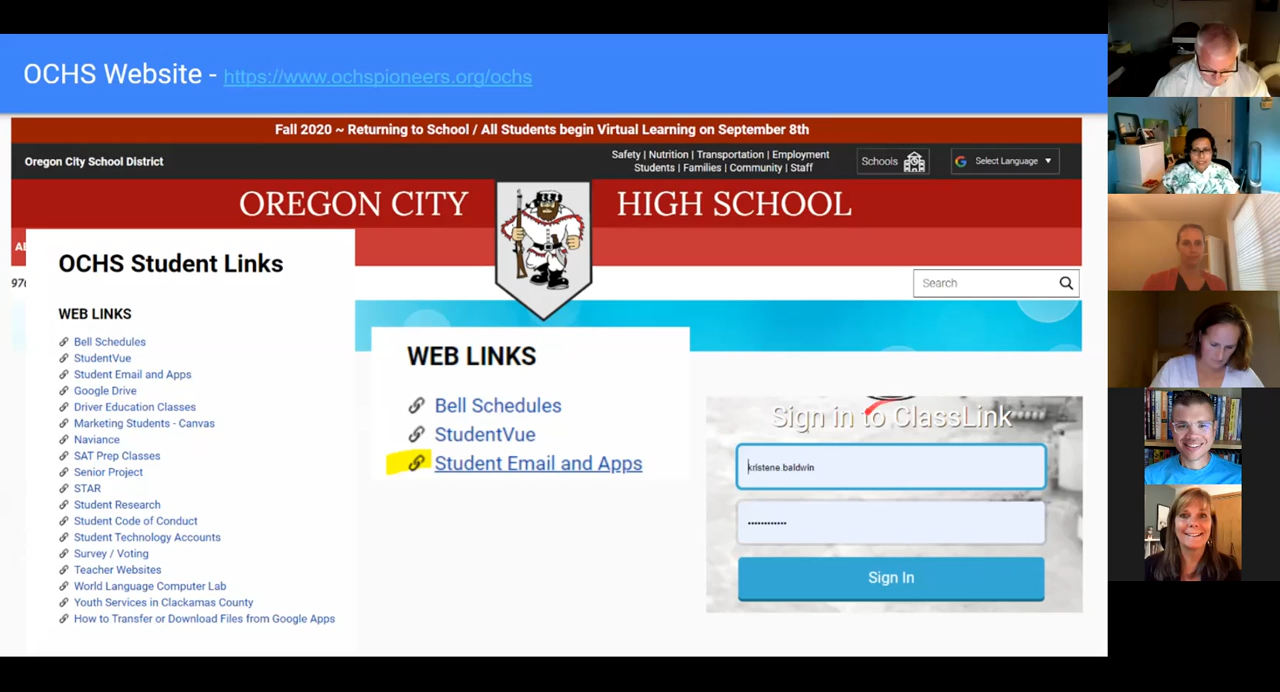 OCHS Website - https://www.ochspioneers.org/ochs
Fall 2020 ~ Returning to School / All Students begin Virtual Learning on September 8th
Oregon City School District
Safety | Nutrition | Transportation | Employment
Students | Families | Community | Staff
Schools
Select Language
OREGON CITY
HIGH SCHOOL
Search
OCHS Student Links
WEB LINKS
Bell Schedules
StudentVue
Student Email and Apps
Google Drive
Driver Education Classes
Marketing Students - Canvas
Naviance
SAT Prep Classes
Senior Project
STAR
Student Research
Student Code of Conduct
Student Technology Accounts
Survey / Voting
Teacher Websites
World Language Computer Lab
Youth Services in Clackamas County
How to Transfer or Download Files from Google Apps
WEB LINKS
Bell Schedules
StudentVue
Student Email and Apps
Sign in to ClassLink
kristene.baldwin
Sign In